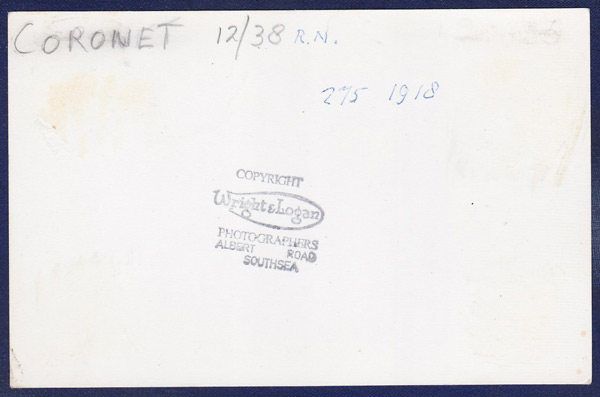 CORONET 12/38 R.N.
275 1918
COPYRIGHT
Wright & Logan
PHOTOGRAPHERS
ALBERT ROAD
SOUTHSEA